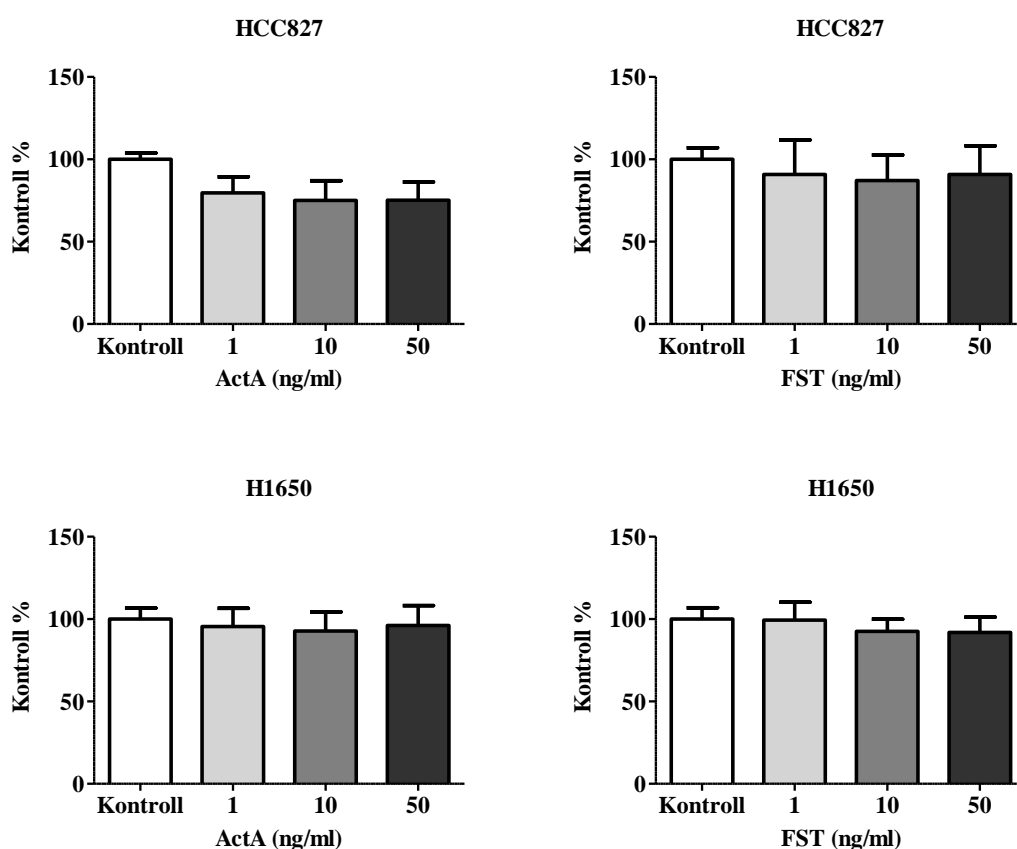 HCC827
150
100
50
0
Kontroll %
Kontroll 1 10 50
ActA (ng/ml)
HCC827
150
100
50
0
Kontroll %
Kontroll 1 10 50
FST (ng/ml)
H1650
150
100
50
0
Kontroll %
Kontroll 1 10 50
ActA (ng/ml)
H1650
150
100
50
0
Kontroll %
Kontroll 1 10 50
FST (ng/ml)